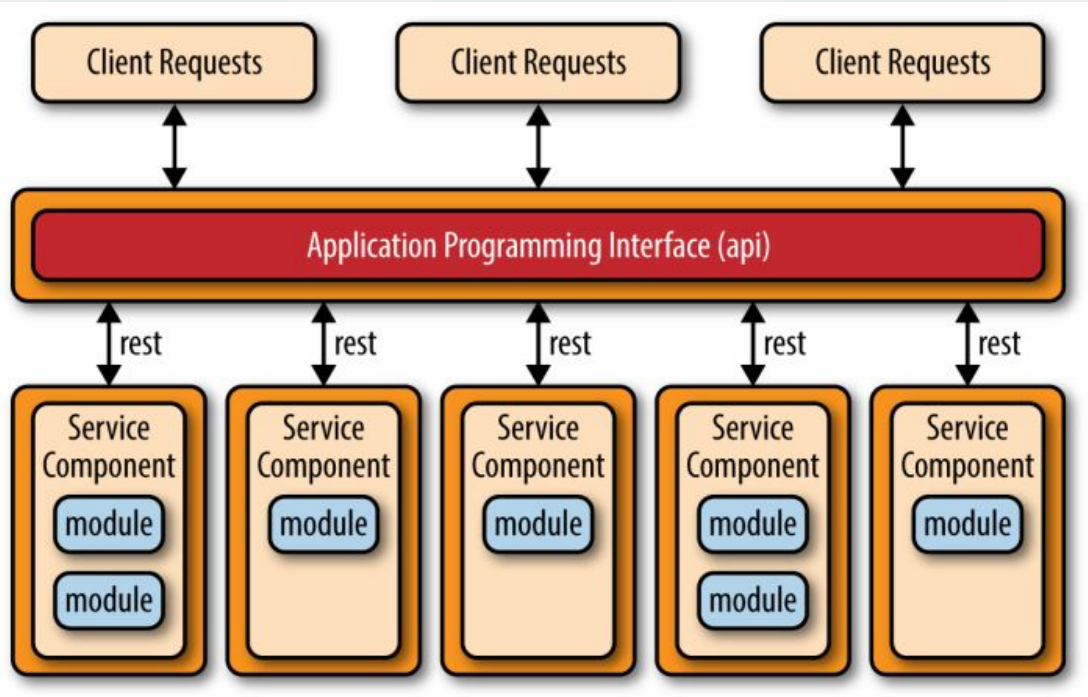 Client Requests
Client Requests
Client Requests
Application Programming Interface (api)
rest
rest
rest
rest
rest
Service
Component
module
module
Service
Component
module
Service
Component
module
Service
Component
module
module
Service
Component
module